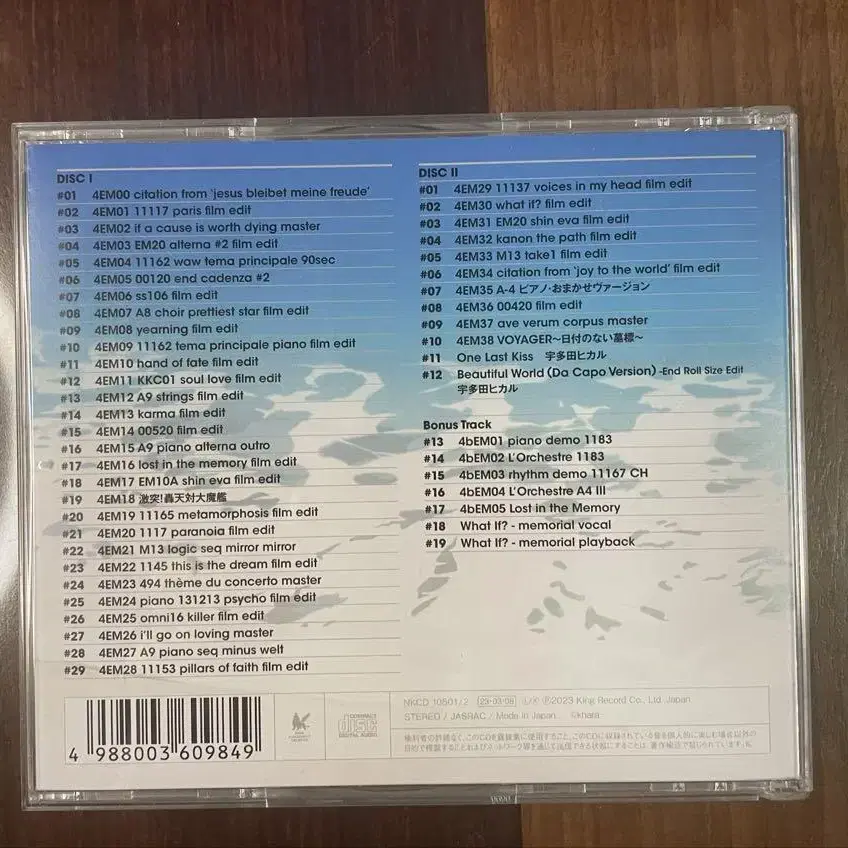 DISC I
#01 4EM00 citation from 'jesus bleibet meine freude'
#02 4EM01 11117 paris film edit
#03 4EM02 if a cause is worth dying master
#04 4EM03 EM20 alterna #2 film edit
#05 4EM04 11162 waw tema principale 90sec
#06 4EM05 00120 end cadenza #2
#07 4EM06 ss106 film edit
#08 4EM07 A8 choir prettiest star film edit
#09 4EM08 yearning film edit
#10 4EM09 11162 tema principale piano film edit
#11 4EM10 hand of fate film edit
#12 4EM11 KKC01 soul love film edit
#13 4EM12 A9 strings film edit
#14 4EM13 karma film edit
#15 4EM14 00520 film edit
#16 4EM15 A9 piano alterna outro
#17 4EM16 lost in the memory film edit
#18 4EM17 EM10A shin eva film edit
#19 4EM18 激突!轟天対大魔艦
#20 4EM19 11165 metamorphosis film edit
#21 4EM20 1117 paranoia film edit
#22 4EM21 M13 logic seq mirror mirror
#23 4EM22 1145 this is the dream film edit
#24 4EM23 494 thème du concerto master
#25 4EM24 piano 131213 psycho film edit
#26 4EM25 omni16 killer film edit
#27 4EM26 i'll go on loving master
#28 4EM27 A9 piano seq minus welt
#29 4EM28 11153 pillars of faith film edit
DISC II
#01 4EM29 11137 voices in my head film edit
#02 4EM30 what if? film edit
#03 4EM31 EM20 shin eva film edit
#04 4EM32 kanon the path film edit
#05 4EM33 M13 take1 film edit
#06 4EM34 citation from 'joy to the world' film edit
#07 4EM35 A-4 ピアノ・おまかせヴァージョン
#08 4EM36 00420 film edit
#09 4EM37 ave verum corpus master
#10 4EM38 VOYAGER〜日付のない墓標〜
#11 One Last Kiss 宇多田ヒカル
#12 Beautiful World (Da Capo Version) -End Roll Size Edit
宇多田ヒカル
Bonus Track
#13 4bEM01 piano demo 1183
#14 4bEM02 L'Orchestre 1183
#15 4bEM03 rhythm demo 11167 CH
#16 4bEM04 L'Orchestre A4 III
#17 4bEM05 Lost in the Memory
#18 What If? - memorial vocal
#19 What If? - memorial playback
4 988003 609849
COMPACT
DISC
DIGITAL AUDIO
NKCD 10501/2 23・03・08 Ⓟ2023 King Record Co., Ltd. Japan
STEREO / JASRAC / Made in Japan ©khara